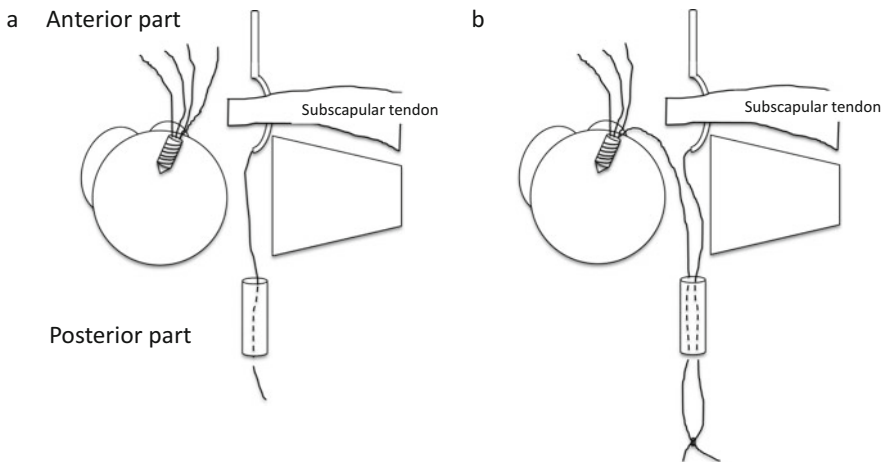 a Anterior part
b
Subscapular tendon
Subscapular tendon
Posterior part